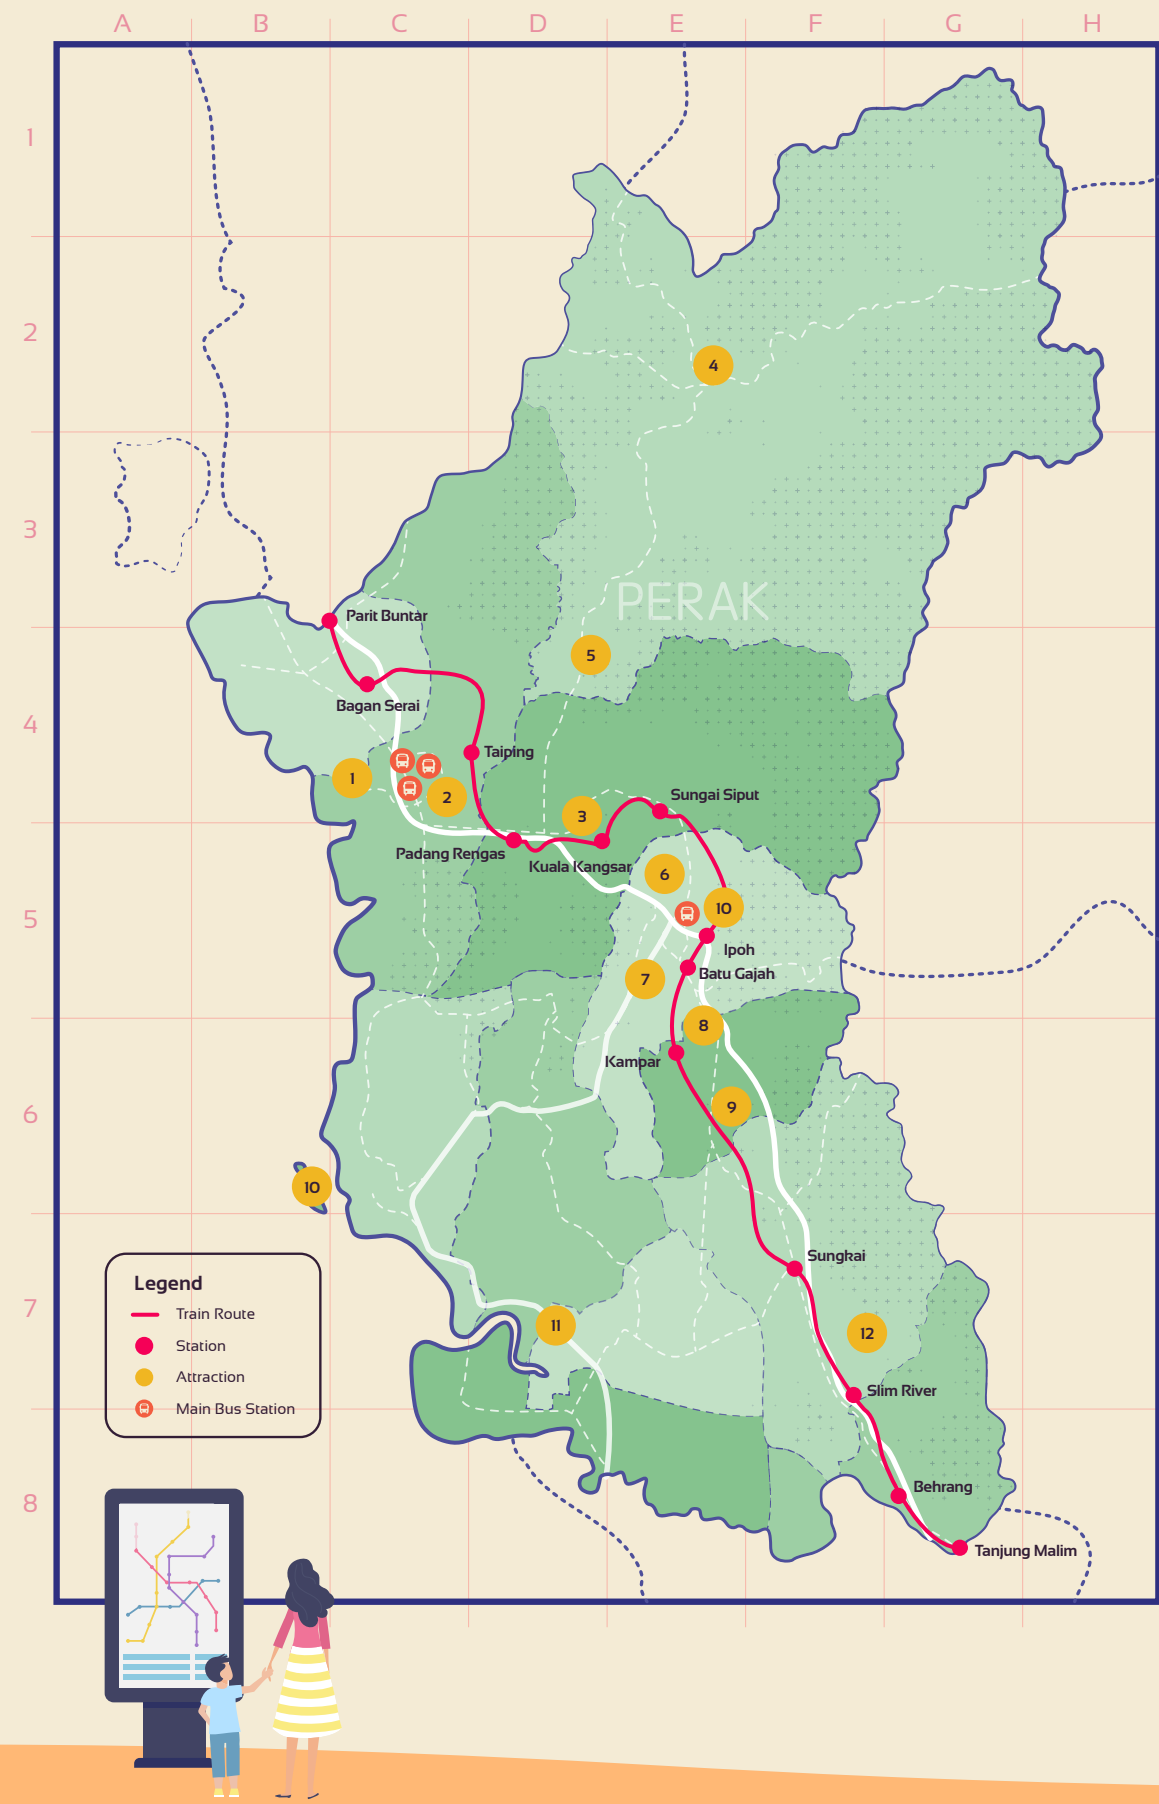 A B C D E F G H
1
2
4
3
PERAK
Parit Buntar
5
4
Bagan Serai
Taiping
1
2
Sungai Siput
3
Padang Rengas
Kuala Kangsar
6
5
10
Ipoh
Batu Gajah
7
8
Kampar
9
6
10
Sungkai
Legend
Train Route
Station
Attraction
Main Bus Station
7
11
12
Slim River
8
Behrang
Tanjung Malim